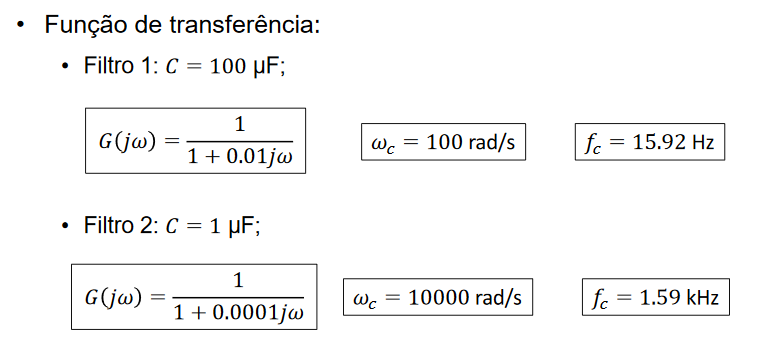 • Função de transferência:
• Filtro 1: 𝐶 = 100 μF;
𝐺(𝑗𝜔) = 1 / (1 + 0.01𝑗𝜔)   𝜔_𝑐 = 100 rad/s   𝑓_𝑐 = 15.92 Hz
• Filtro 2: 𝐶 = 1 μF;
𝐺(𝑗𝜔) = 1 / (1 + 0.0001𝑗𝜔)   𝜔_𝑐 = 10000 rad/s   𝑓_𝑐 = 1.59 kHz